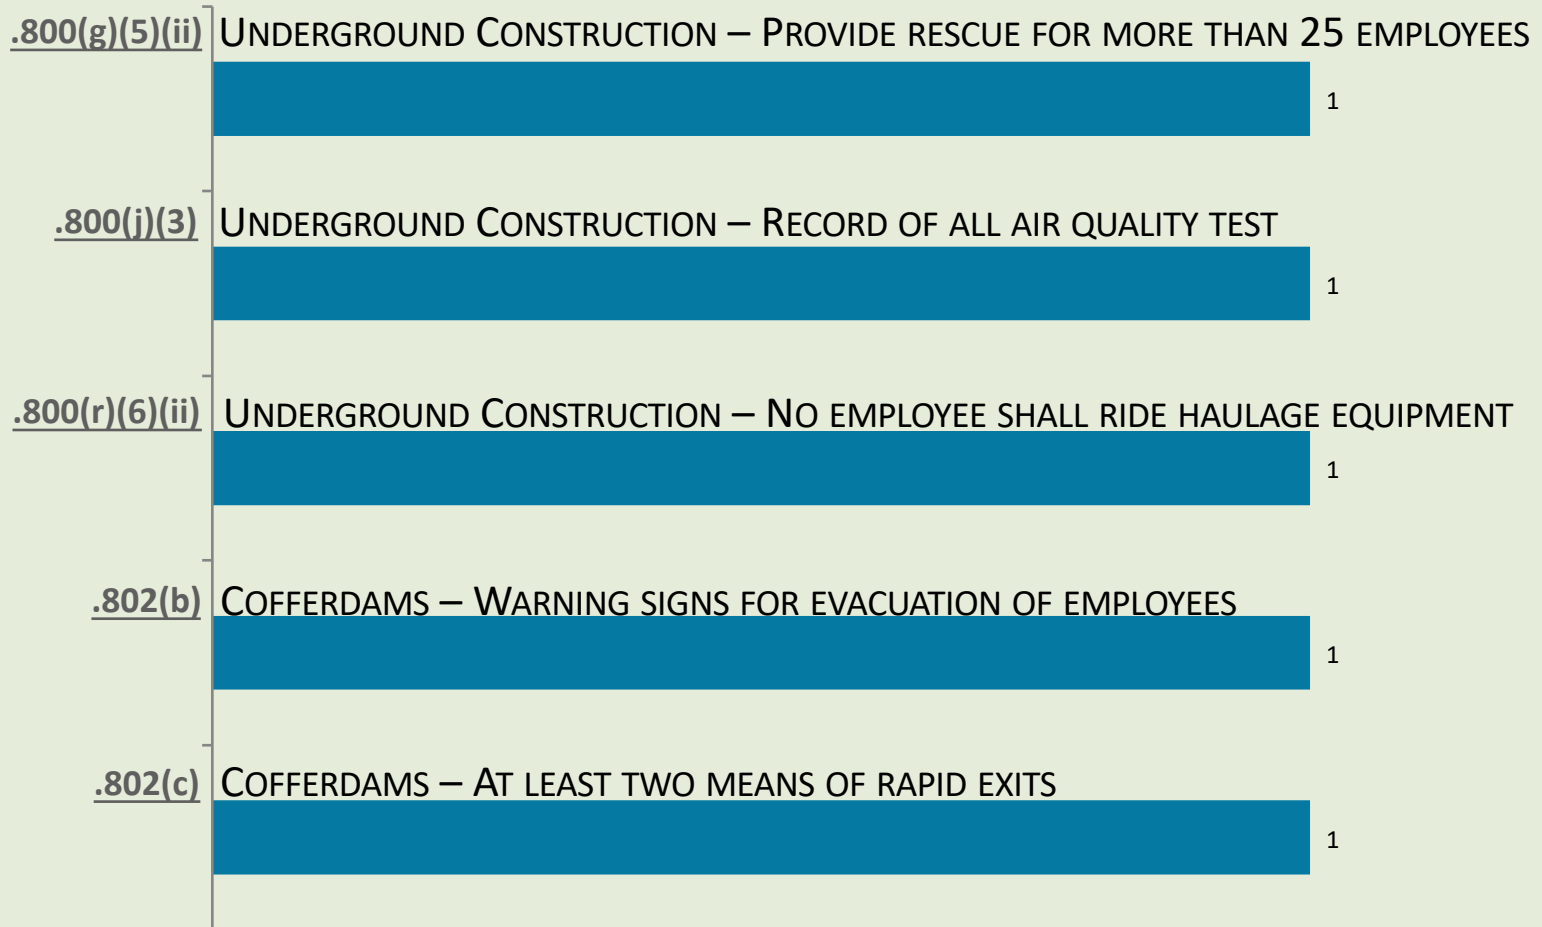 .800(g)(5)(ii) Underground Construction – Provide rescue for more than 25 employees
1
.800(j)(3) Underground Construction – Record of all air quality test
1
.800(r)(6)(ii) Underground Construction – No employee shall ride haulage equipment
1
.802(b) Cofferdams – Warning signs for evacuation of employees
1
.802(c) Cofferdams – At least two means of rapid exits
1